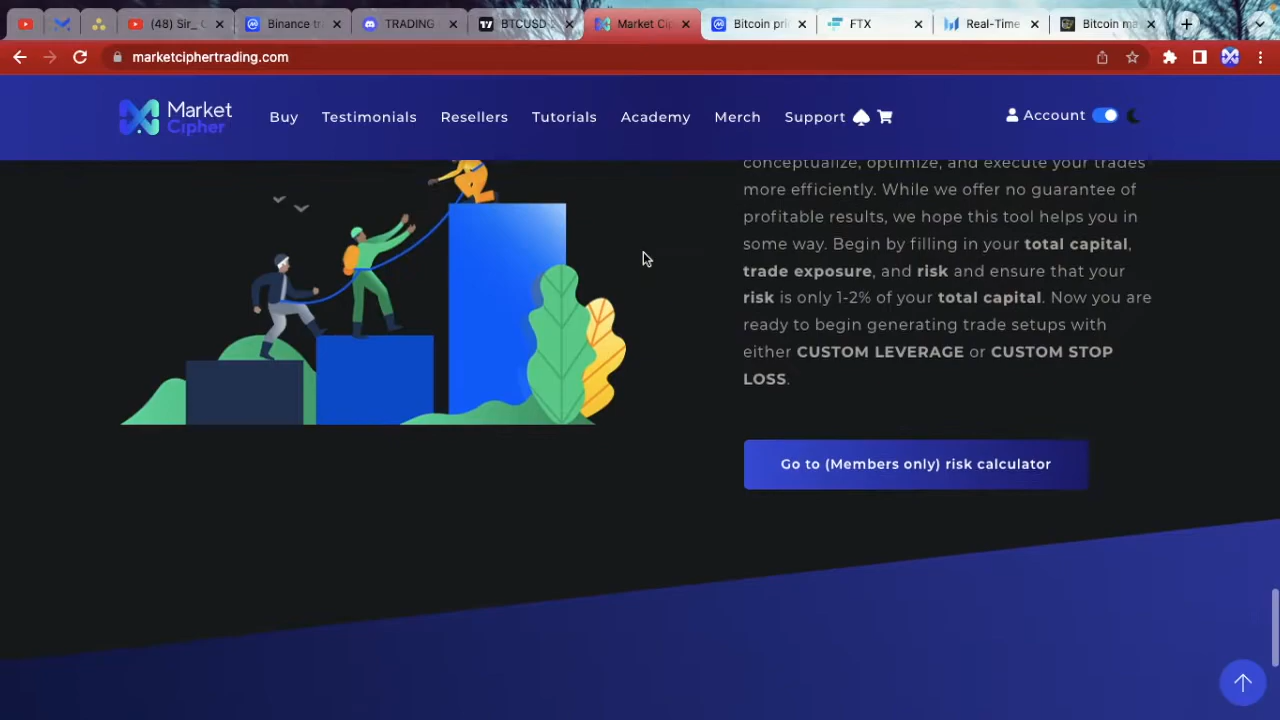 (48) Sir_
Binance tr
TRADING
BTCUSD
Market Ci
Bitcoin pri
FTX
Real-Time
Bitcoin ma
marketciphertrading.com
Market
Cipher
Buy
Testimonials
Resellers
Tutorials
Academy
Merch
Support
Account
conceptualize, optimize, and execute your trades
more efficiently. While we offer no guarantee of
profitable results, we hope this tool helps you in
some way. Begin by filling in your total capital,
trade exposure, and risk and ensure that your
risk is only 1-2% of your total capital. Now you are
ready to begin generating trade setups with
either CUSTOM LEVERAGE or CUSTOM STOP
LOSS.
Go to (Members only) risk calculator